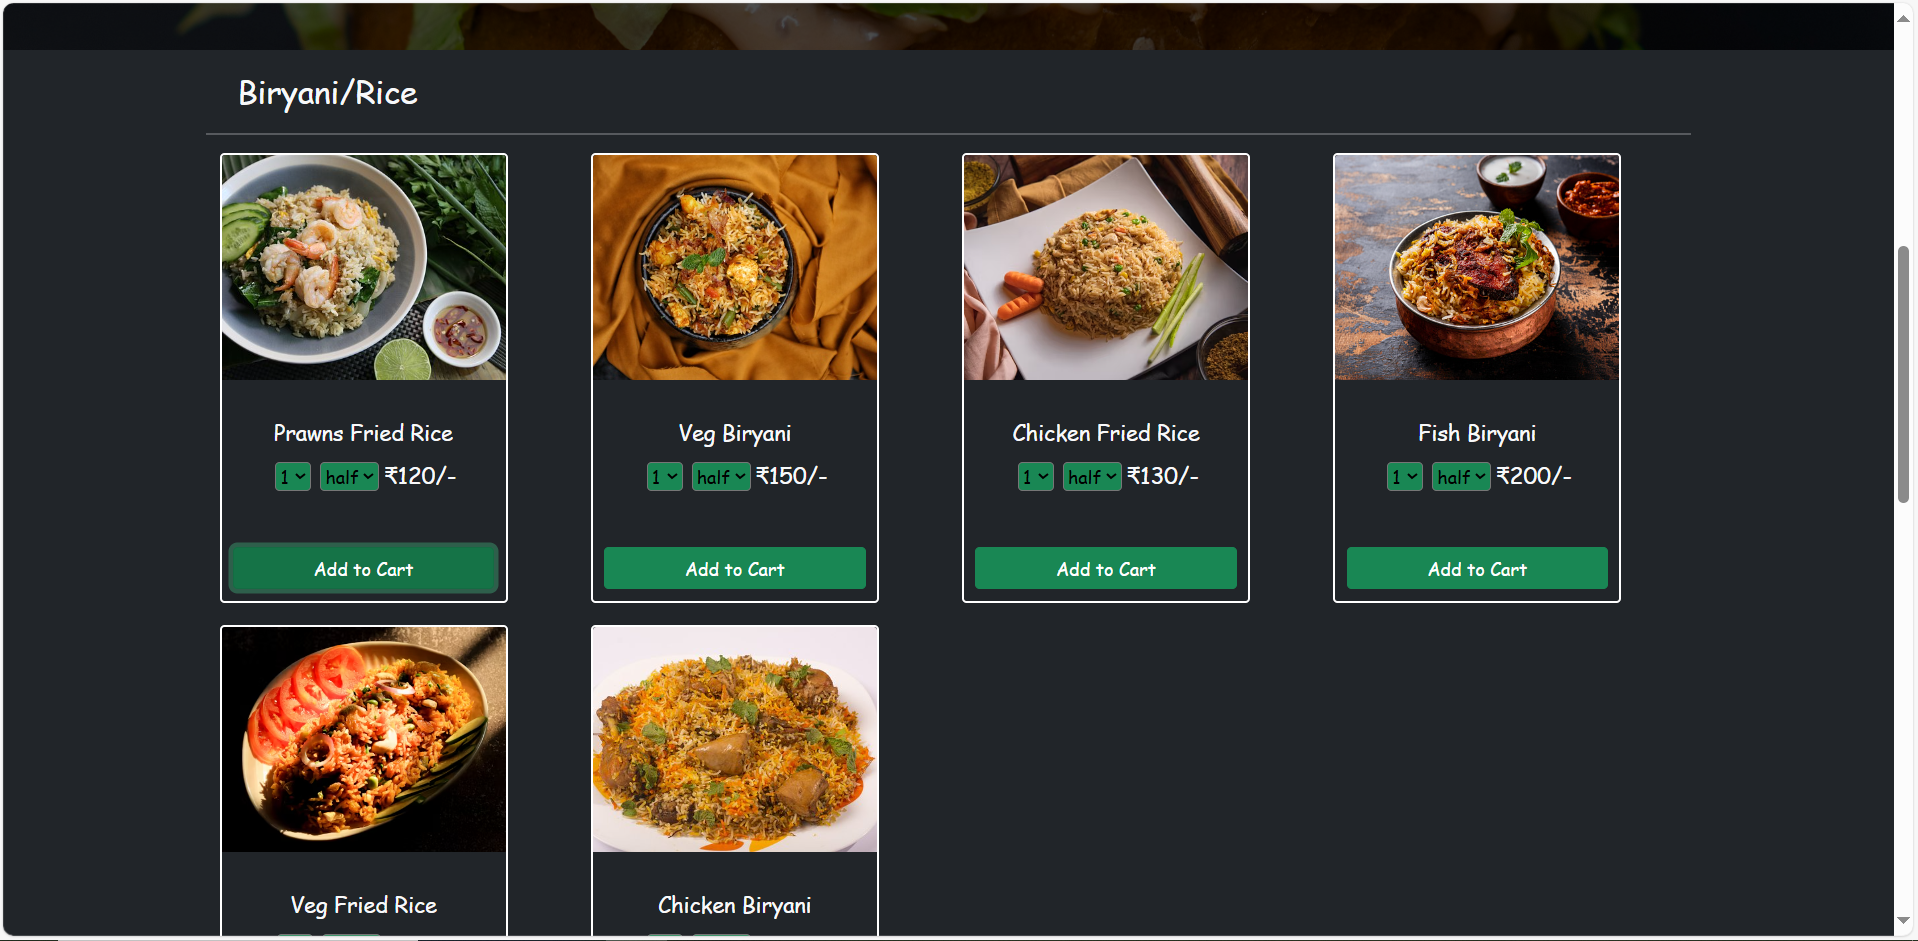 Biryani/Rice
Prawns Fried Rice
1 half ₹120/-
Add to Cart
Veg Biryani
1 half ₹150/-
Add to Cart
Chicken Fried Rice
1 half ₹130/-
Add to Cart
Fish Biryani
1 half ₹200/-
Add to Cart
Veg Fried Rice
Chicken Biryani